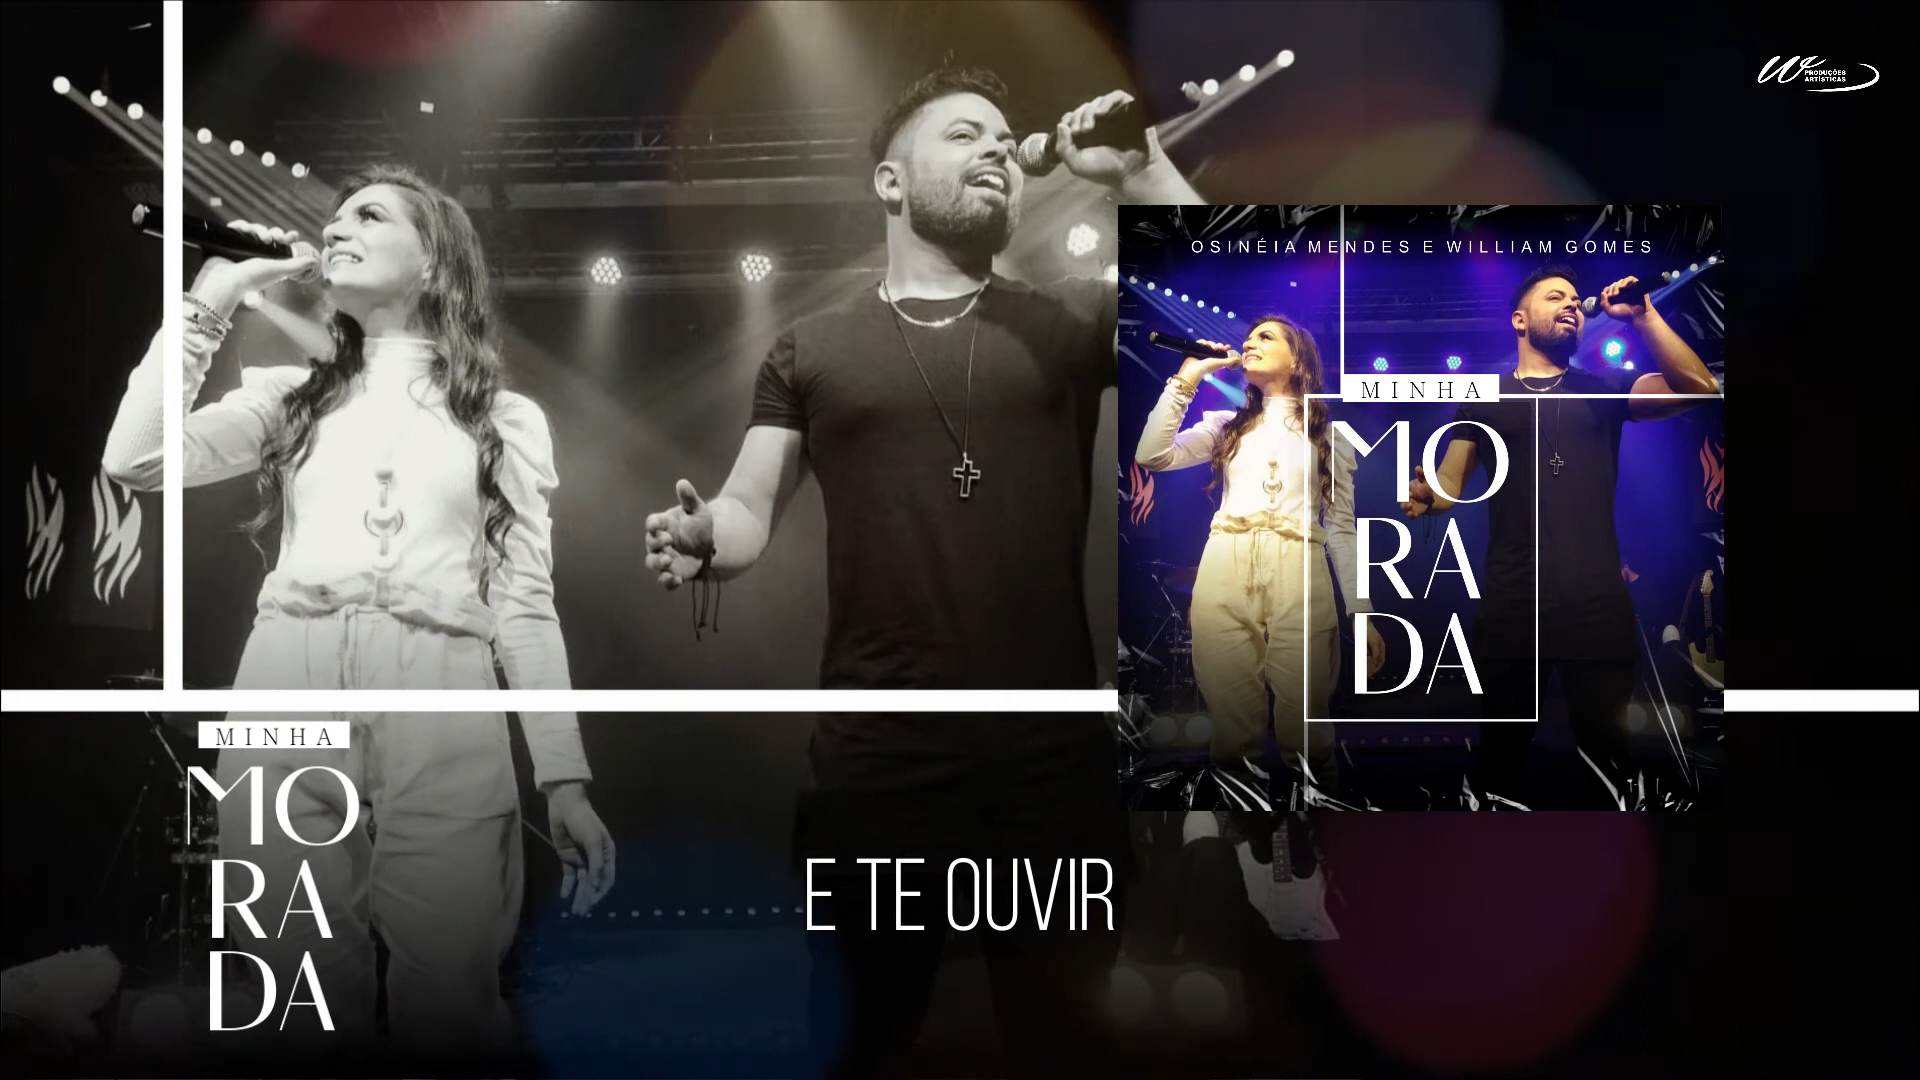 W PRODUÇÕES
ARTÍSTICAS
OSINÉIA MENDES E WILLIAM GOMES
MINHA
MO
RA
DA
MINHA
MO
RA
DA
E TE OUVIR